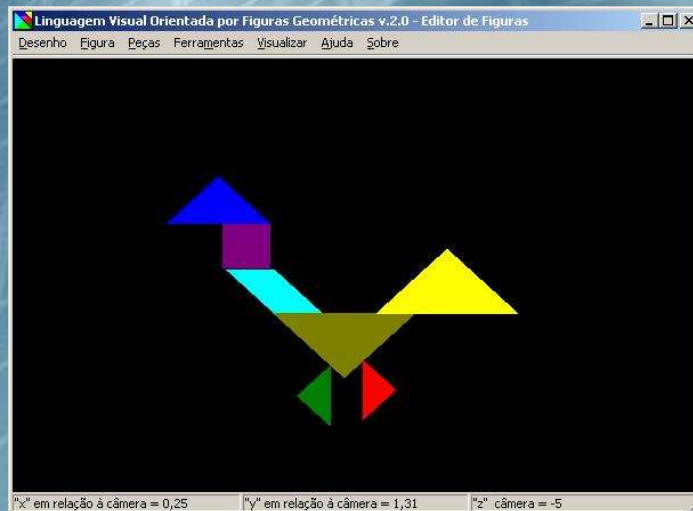 Linguagem Visual Orientada por Figuras Geométricas v.2.0 - Editor de Figuras
Desenho Figura Peças Ferramentas Visualizar Ajuda Sobre
"x" em relação à câmera = 0,25 "y" em relação à câmera = 1,31 "z" câmera = -5